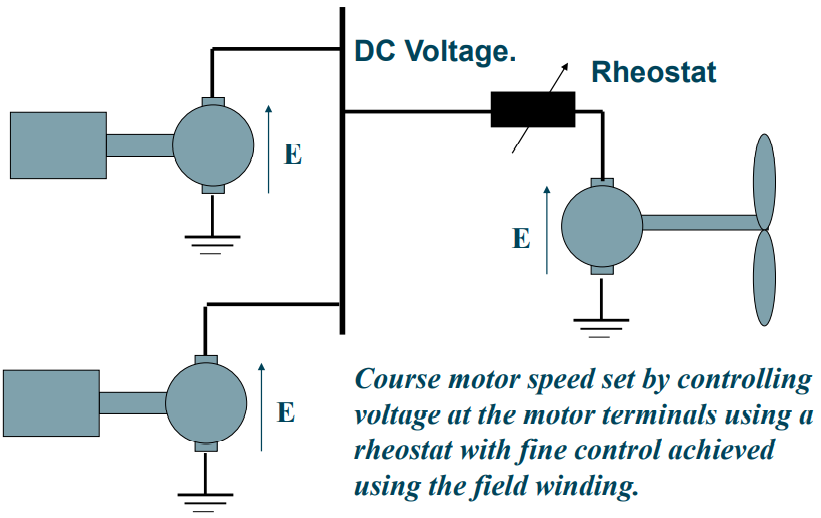 DC Voltage.
Rheostat
E
E
E
Course motor speed set by controlling
voltage at the motor terminals using a
rheostat with fine control achieved
using the field winding.